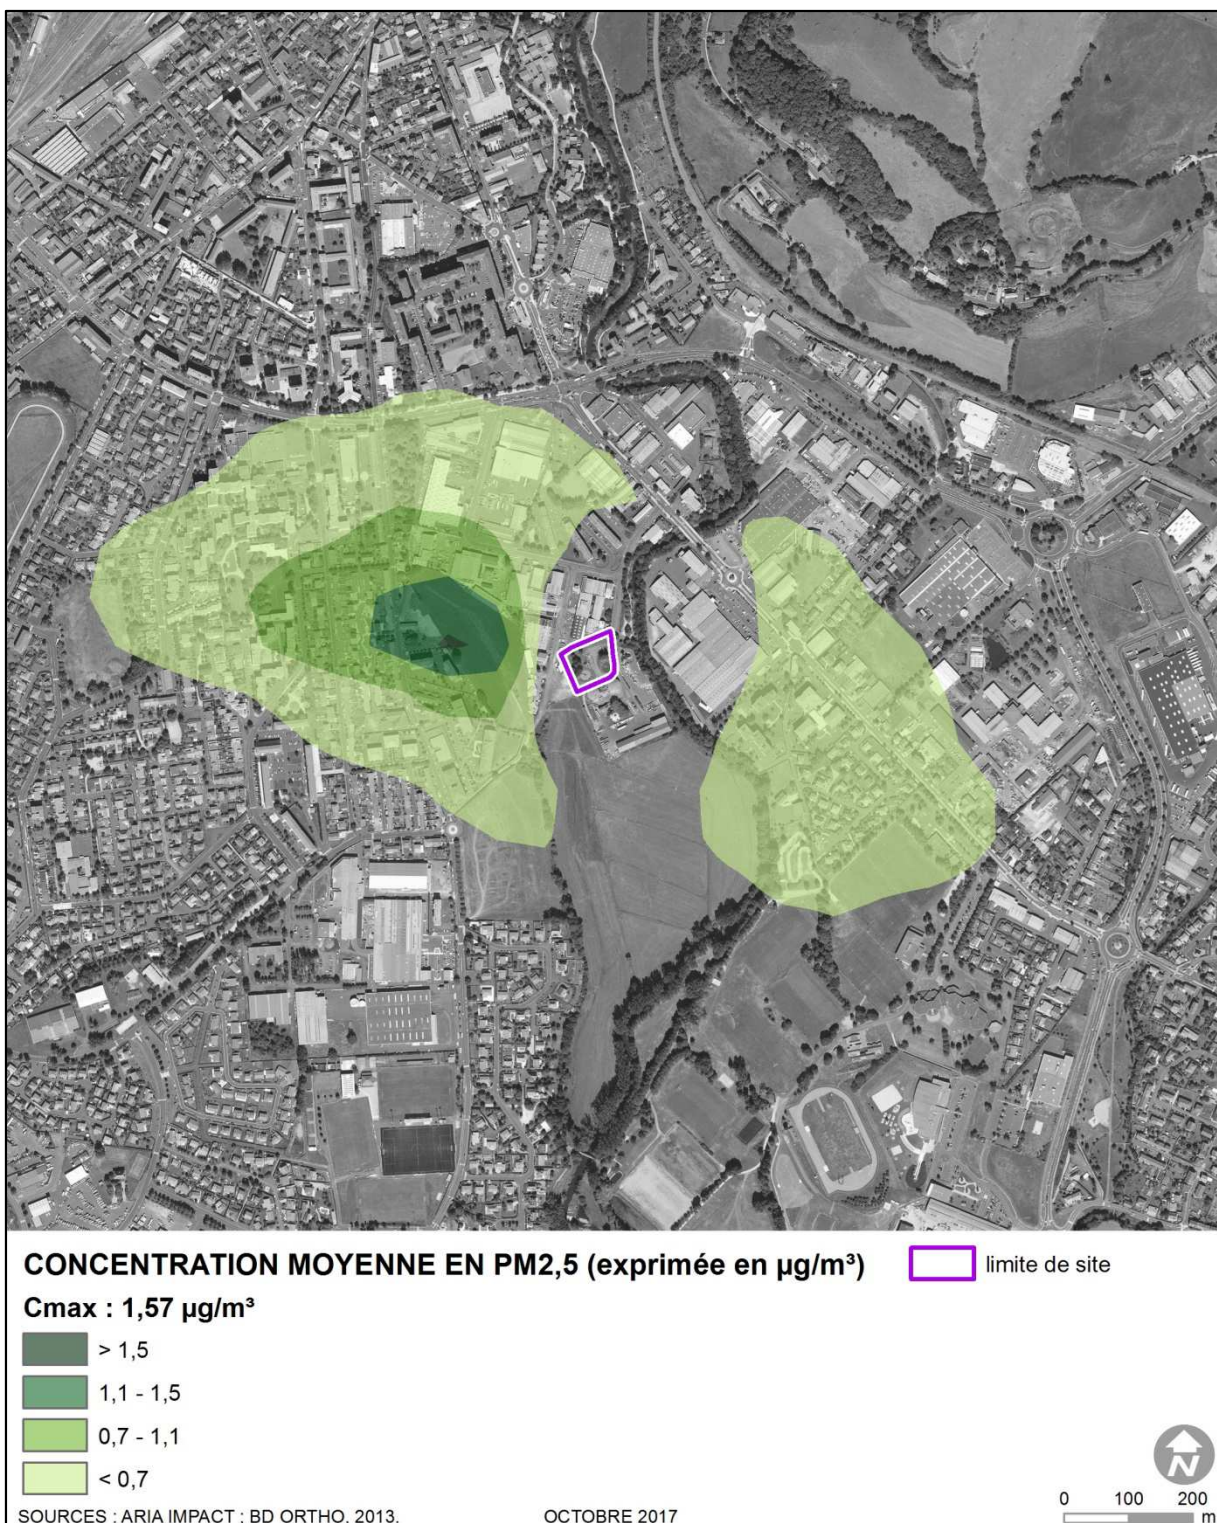 CONCENTRATION MOYENNE EN PM2,5 (exprimée en µg/m³)
limite de site
Cmax : 1,57 µg/m³
> 1,5
1,1 - 1,5
0,7 - 1,1
< 0,7
N
0 100 200
m
SOURCES : ARIA IMPACT ; BD ORTHO, 2013. OCTOBRE 2017